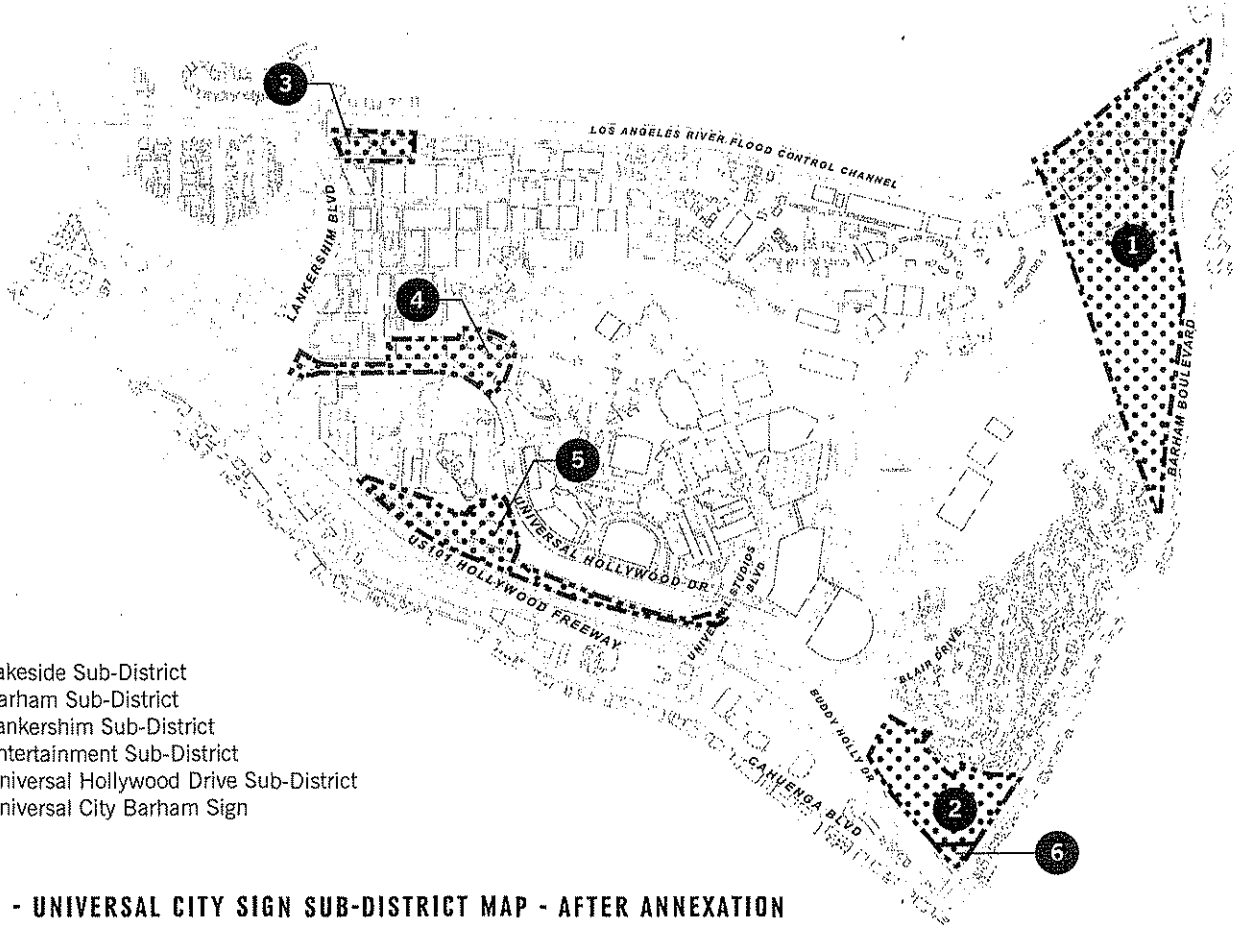 3
LOS ANGELES RIVER FLOOD CONTROL CHANNEL
LANKERSHIM BLVD
1
4
BARHAM BOULEVARD
5
UNIVERSAL HOLLYWOOD DR
US101 HOLLYWOOD FREEWAY
UNIVERSAL STUDIOS
BLVD
BLAIR DRIVE
BUDDY HOLLY DR
CAHUENGA BLVD
2
6
akeside Sub-District
arham Sub-District
ankershim Sub-District
ntertainment Sub-District
niversal Hollywood Drive Sub-District
niversal City Barham Sign
- UNIVERSAL CITY SIGN SUB-DISTRICT MAP - AFTER ANNEXATION